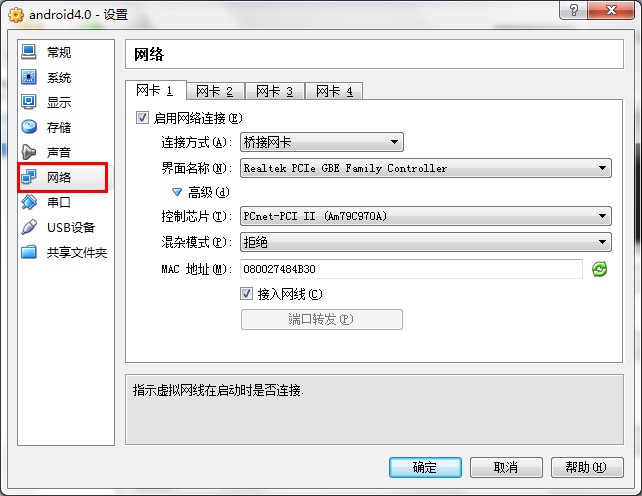 android4.0 - 设置
常规
系统
显示
存储
声音
网络
串口
USB设备
共享文件夹
网络
网卡 1 网卡 2 网卡 3 网卡 4
启用网络连接(E)
连接方式(A): 桥接网卡
界面名称(N): Realtek PCIe GBE Family Controller
高级(d)
控制芯片(T): PCnet-PCI II (Am79C970A)
混杂模式(P): 拒绝
MAC 地址(M): 080027484B30
接入网线(C)
端口转发(P)
指示虚拟网线在启动时是否连接.
确定 取消 帮助(H)